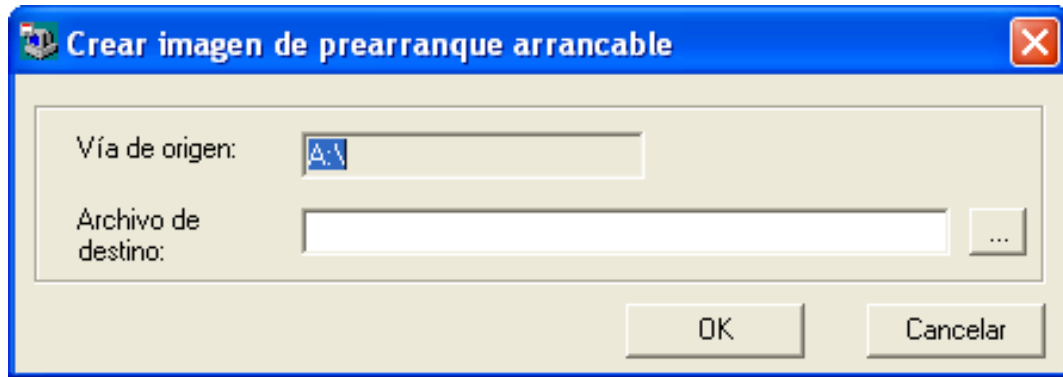 Crear imagen de prearranque arrancable
Vía de origen:
A:\
Archivo de
destino:
...
OK
Cancelar